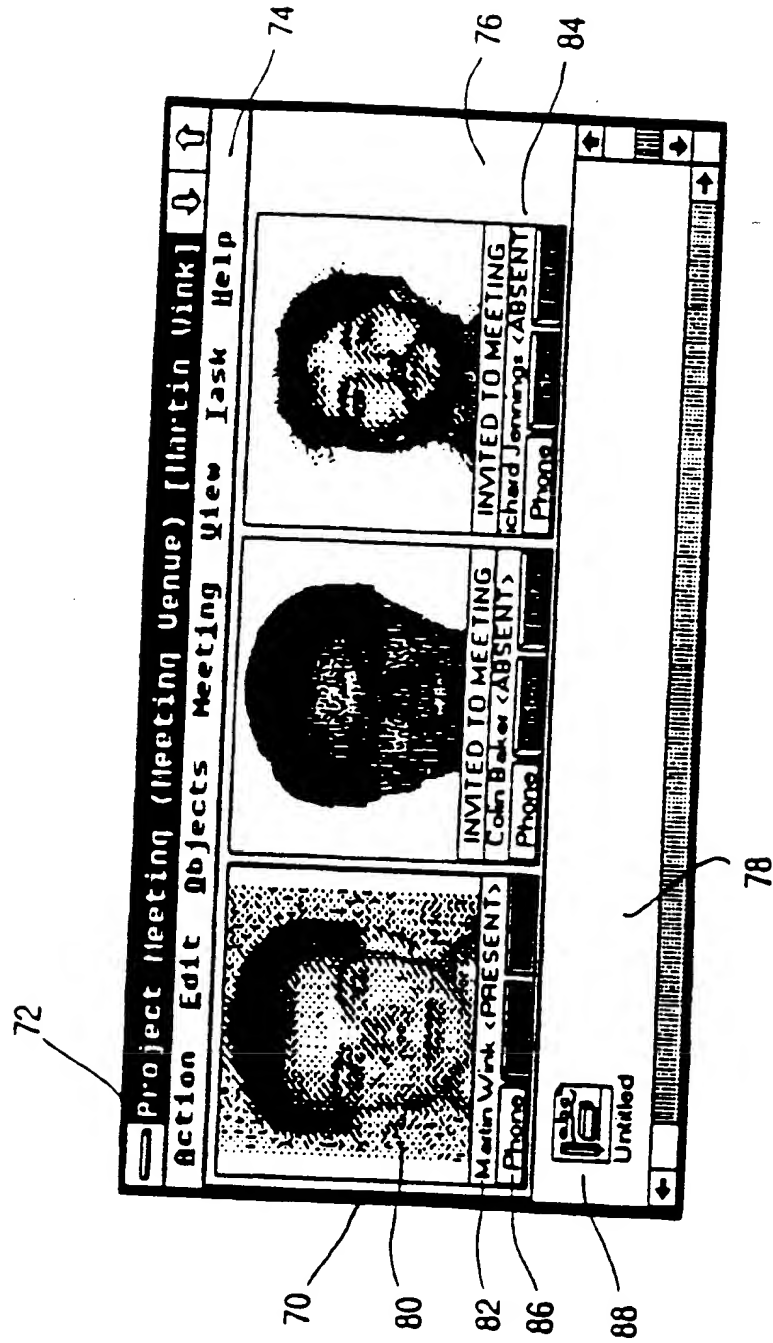 72
Project Meeting (Meeting Venue) [Martin Wink]
Action Edit Objects Meeting View Task Help
74
70
80
76
INVITED TO MEETING
INVITED TO MEETING
82
Martin Wink <PRESENT>
Colin Baker <ABSENT>
ichard Jennings <ABSENT
84
86
Phone
Phone
Phone
abc
88
Untitled
78